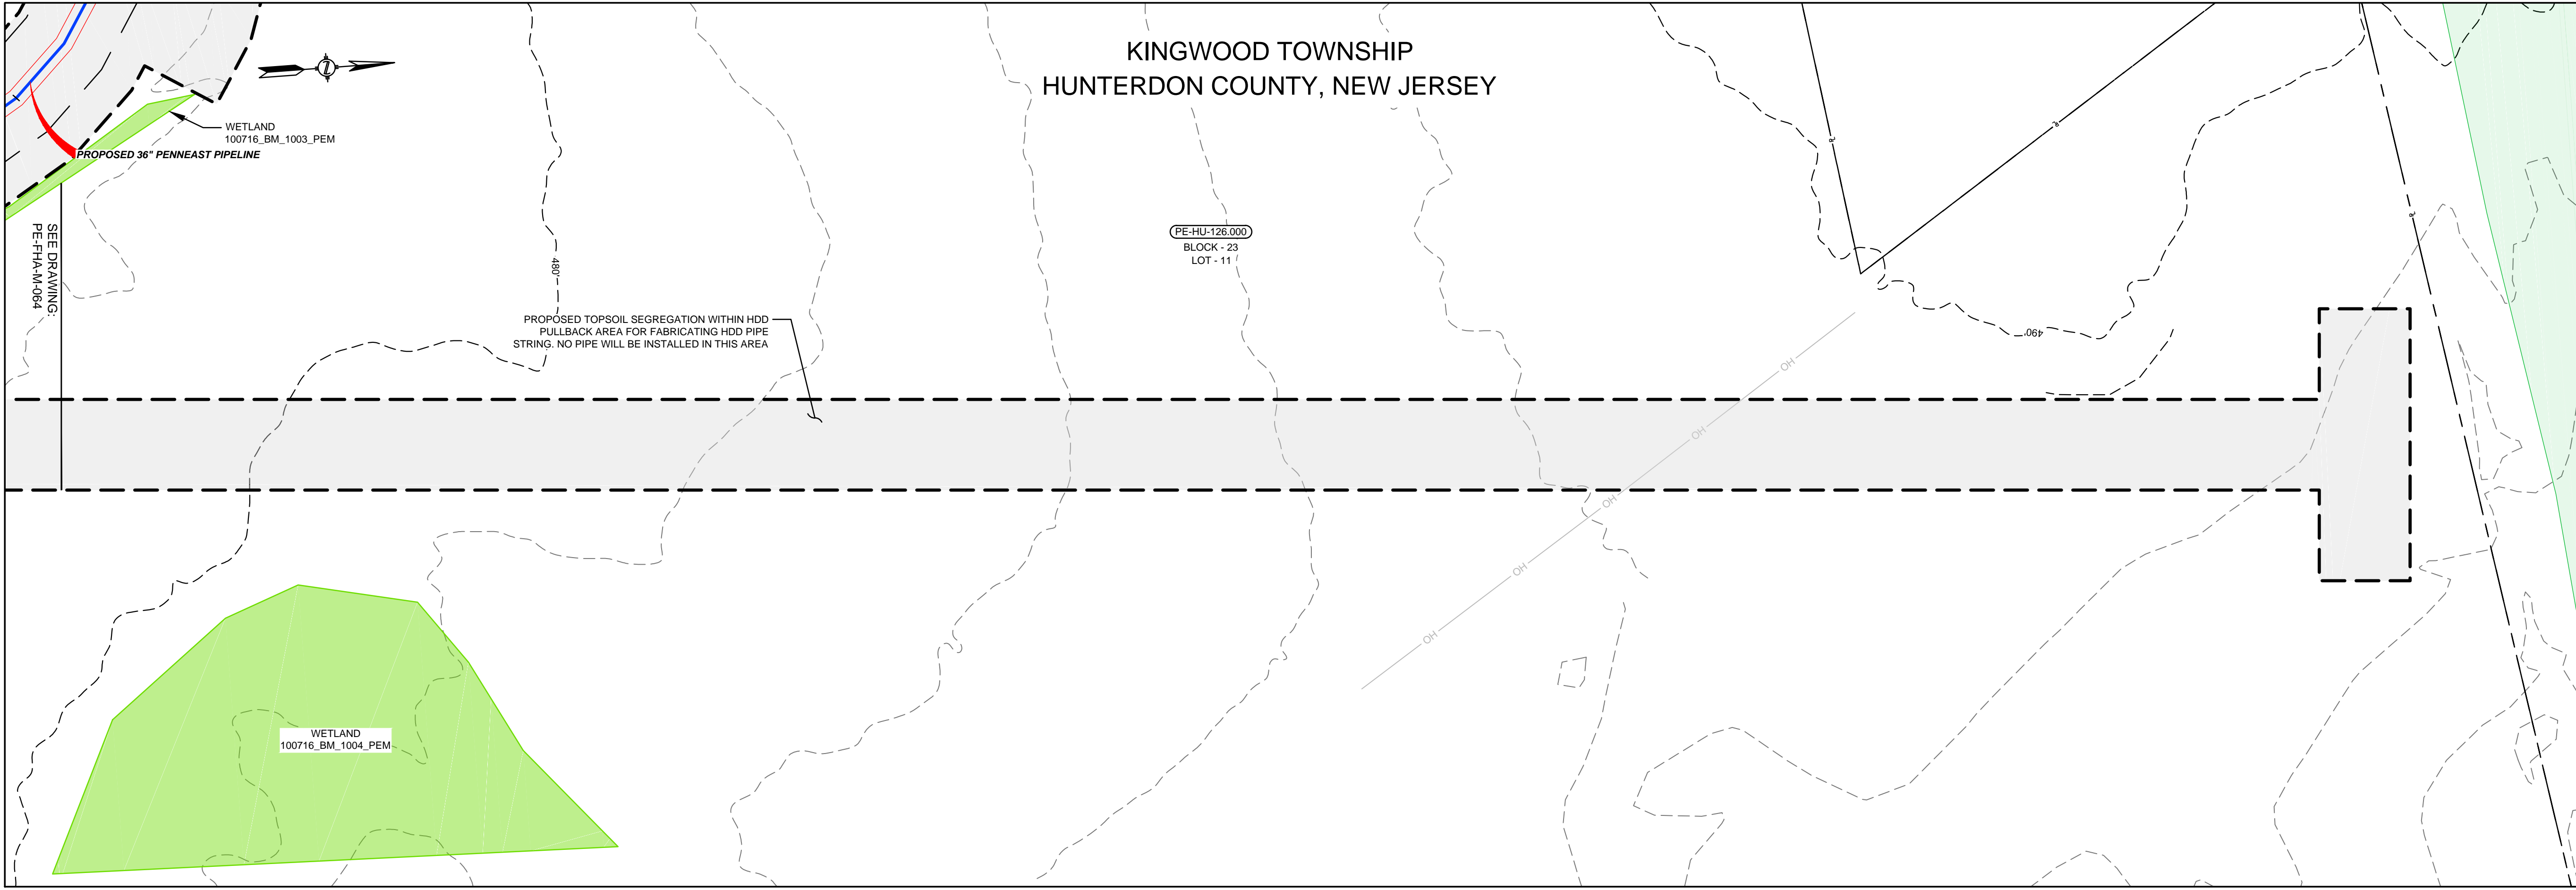 KINGWOOD TOWNSHIP
HUNTERDON COUNTY, NEW JERSEY
Z
WETLAND
100716_BM_1003_PEM
PROPOSED 36" PENNEAST PIPELINE
SEE DRAWING:
PE-FHA-M-064
480'
PE-HU-126.000
BLOCK - 23
LOT - 11
PROPOSED TOPSOIL SEGREGATION WITHIN HDD
PULLBACK AREA FOR FABRICATING HDD PIPE
STRING. NO PIPE WILL BE INSTALLED IN THIS AREA
490'
OH
OH
OH
OH
OH
WETLAND
100716_BM_1004_PEM